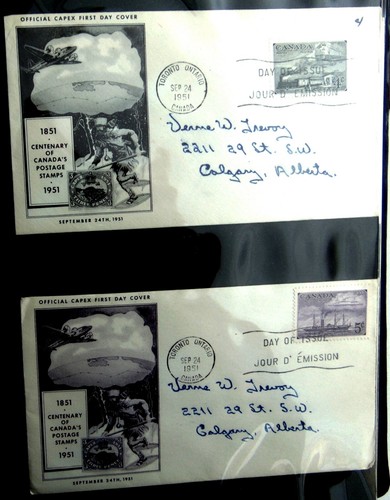 OFFICIAL CAPEX FIRST DAY COVER
4
CANADA
TORONTO ONTARIO
SEP 24
1951
CANADA
DAY OF ISSUE
JOUR D' ÉMISSION
Verne W. Trevoy
2211 29 St. S.W.
Calgary, Alberta.
1851
CENTENARY
OF
CANADA'S
POSTAGE
STAMPS
1951
SEPTEMBER 24TH, 1951
OFFICIAL CAPEX FIRST DAY COVER
CANADA
5¢
TORONTO ONTARIO
SEP 24
1951
CANADA
DAY OF ISSUE
JOUR D' ÉMISSION
Verne W. Trevoy
2211 29 St. S.W.
Calgary, Alberta.
1851
CENTENARY
OF
CANADA'S
POSTAGE
STAMPS
1951
SEPTEMBER 24TH, 1951